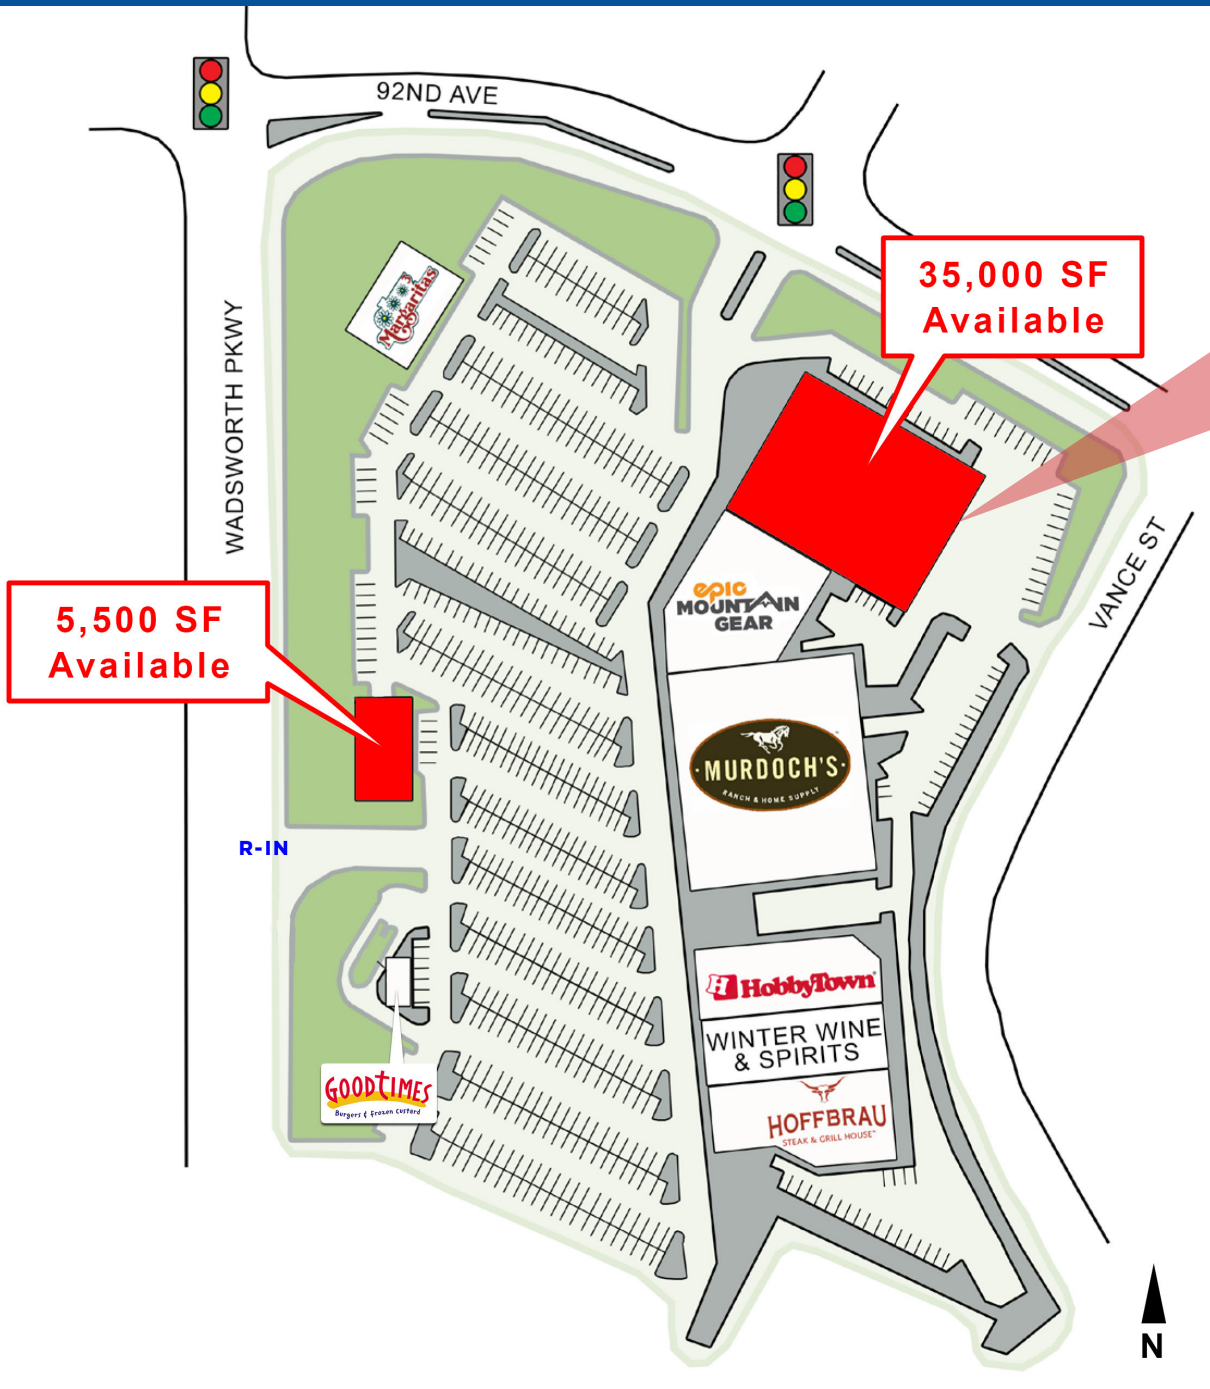 92ND AVE
35,000 SF
Available
3
Margaritas
WADSWORTH PKWY
VANCE ST
epic
MOUNTAIN
GEAR
5,500 SF
Available
MURDOCH'S
RANCH & HOME SUPPLY
R-IN
HobbyTown
WINTER WINE
& SPIRITS
GOODTIMES
Burgers & Frozen Custard
HOFFBRAU
STEAK & GRILL HOUSE
N